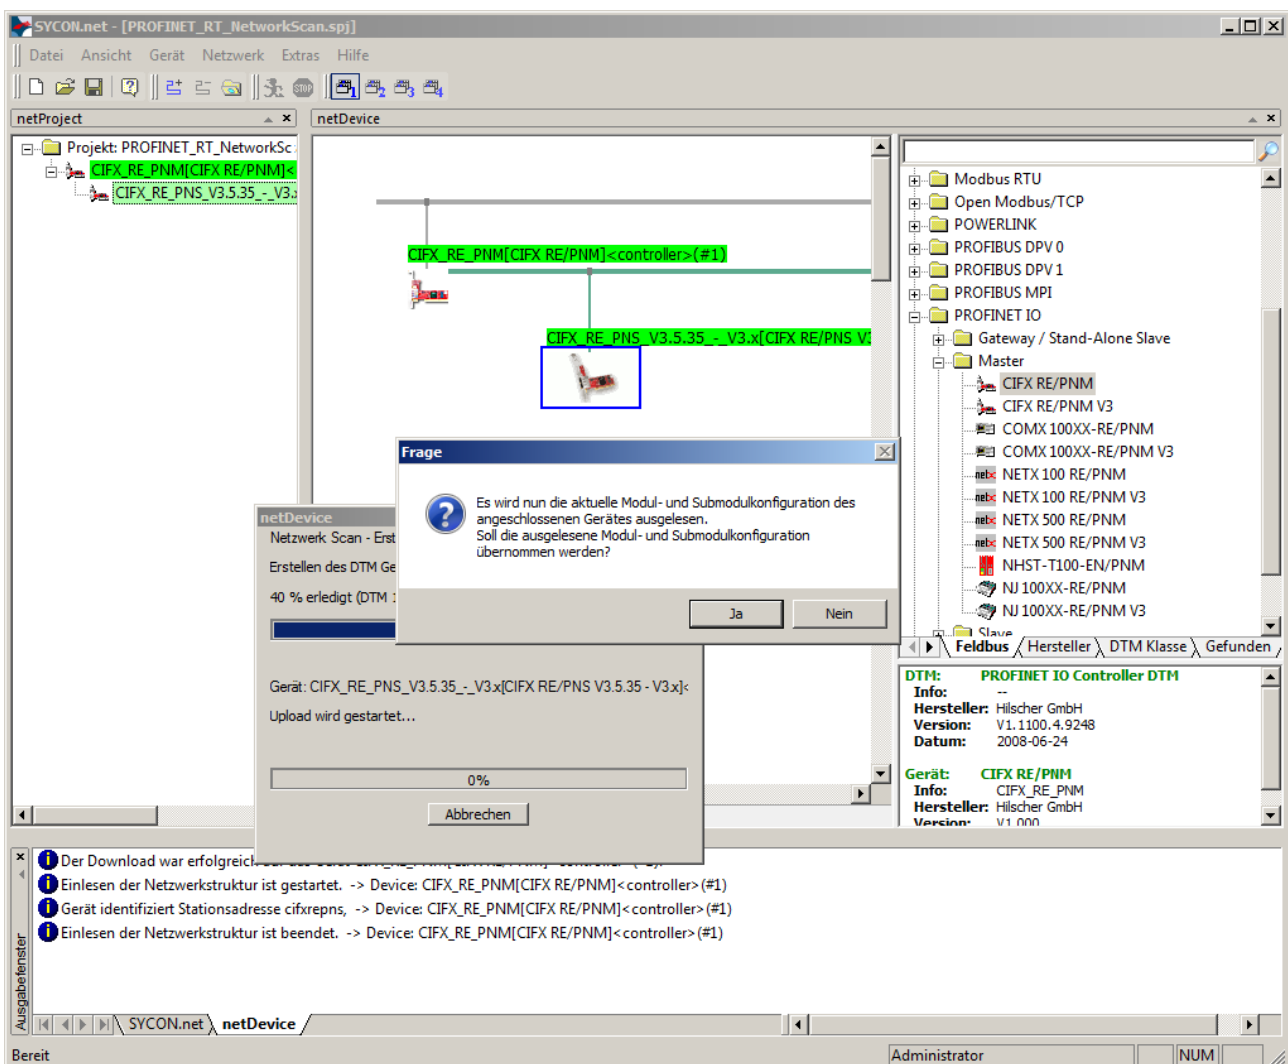 SYCON.net - [PROFINET_RT_NetworkScan.spj]
Datei Ansicht Gerät Netzwerk Extras Hilfe
netProject
netDevice
Projekt: PROFINET_RT_NetworkSc
CIFX_RE_PNM[CIFX RE/PNM]<
CIFX_RE_PNS_V3.5.35_-_V3.x
CIFX_RE_PNM[CIFX RE/PNM]<controller>(#1)
CIFX_RE_PNS_V3.5.35_-_V3.x[CIFX RE/PNS V3
Modbus RTU
Open Modbus/TCP
POWERLINK
PROFIBUS DPV0
PROFIBUS DPV1
PROFIBUS MPI
PROFINET IO
Gateway / Stand-Alone Slave
Master
CIFX RE/PNM
CIFX RE/PNM V3
COMX 100XX-RE/PNM
COMX 100XX-RE/PNM V3
NETX 100 RE/PNM
NETX 100 RE/PNM V3
NETX 500 RE/PNM
NETX 500 RE/PNM V3
NHST-T100-EN/PNM
NJ 100XX-RE/PNM
NJ 100XX-RE/PNM V3
Slave
Feldbus Hersteller DTM Klasse Gefunden
DTM: PROFINET IO Controller DTM
Info: --
Hersteller: Hilscher GmbH
Version: V1.1100.4.9248
Datum: 2008-06-24
Gerät: CIFX RE/PNM
Info: CIFX_RE_PNM
Hersteller: Hilscher GmbH
Version: V1.000
Frage
Es wird nun die aktuelle Modul- und Submodulkonfiguration des
angeschlossenen Gerätes ausgelesen.
Soll die ausgelesene Modul- und Submodulkonfiguration
übernommen werden?
Ja Nein
netDevice
Netzwerk Scan - Erst
Erstellen des DTM Ge
40 % erledigt (DTM 1
Gerät: CIFX_RE_PNS_V3.5.35_-_V3.x[CIFX RE/PNS V3.5.35 - V3.x]<
Upload wird gestartet...
0%
Abbrechen
Der Download war erfolgreich
Einlesen der Netzwerkstruktur ist gestartet. -> Device: CIFX_RE_PNM[CIFX RE/PNM]<controller>(#1)
Gerät identifiziert Stationsadresse cifxrepns, -> Device: CIFX_RE_PNM[CIFX RE/PNM]<controller>(#1)
Einlesen der Netzwerkstruktur ist beendet. -> Device: CIFX_RE_PNM[CIFX RE/PNM]<controller>(#1)
Ausgabefenster
SYCON.net netDevice
Bereit
Administrator
NUM